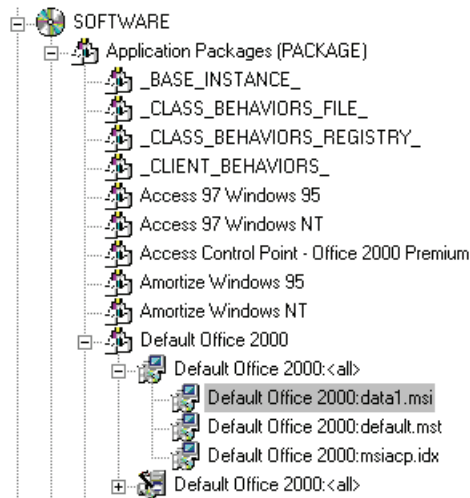 SOFTWARE
Application Packages (PACKAGE)
_BASE_INSTANCE_
_CLASS_BEHAVIORS_FILE_
_CLASS_BEHAVIORS_REGISTRY_
_CLIENT_BEHAVIORS_
Access 97 Windows 95
Access 97 Windows NT
Access Control Point - Office 2000 Premium
Amortize Windows 95
Amortize Windows NT
Default Office 2000
Default Office 2000:<all>
Default Office 2000:data1.msi
Default Office 2000:default.mst
Default Office 2000:msiacp.idx
Default Office 2000:<all>